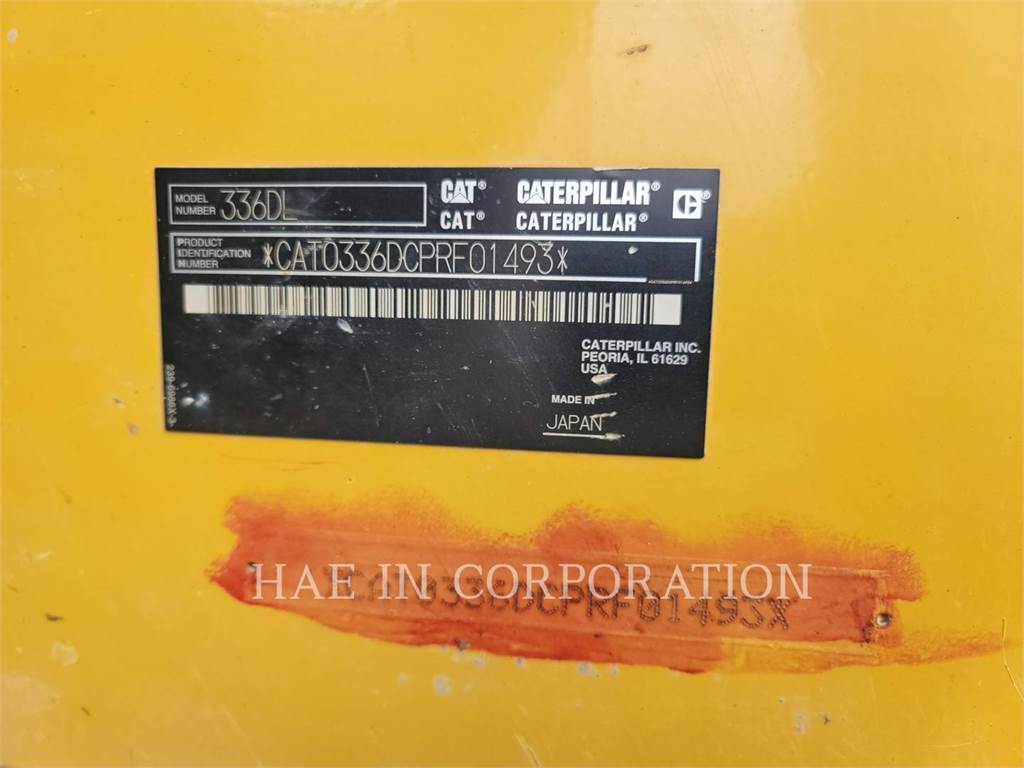 MODEL NUMBER 336DL
CAT® CATERPILLAR®
CAT® CATERPILLAR®
PRODUCT IDENTIFICATION NUMBER *CAT0336DCPRF01493*
N H
CATERPILLAR INC.
PEORIA, IL 61629
USA
MADE IN
JAPAN
HAE IN CORPORATION
CAT0336DCPRF01493X